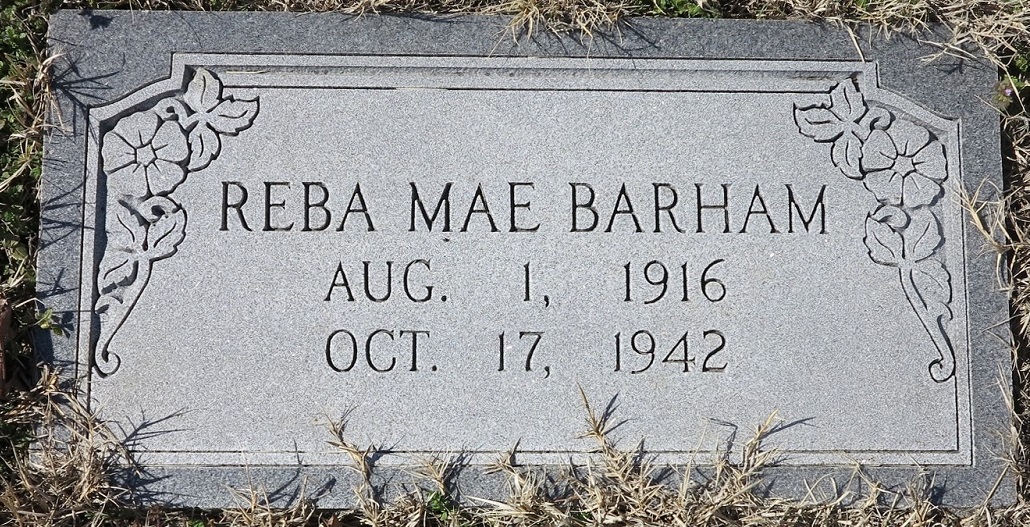 REBA MAE BARHAM
AUG. 1, 1916
OCT. 17, 1942